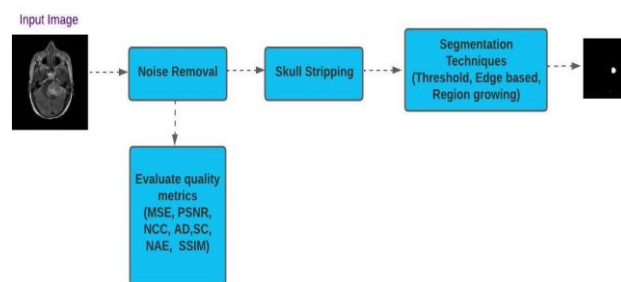 Input Image
Noise Removal
Skull Stripping
Segmentation
Techniques
(Threshold, Edge based,
Region growing)
Evaluate quality
metrics
(MSE, PSNR,
NCC, AD,SC,
NAE, SSIM)